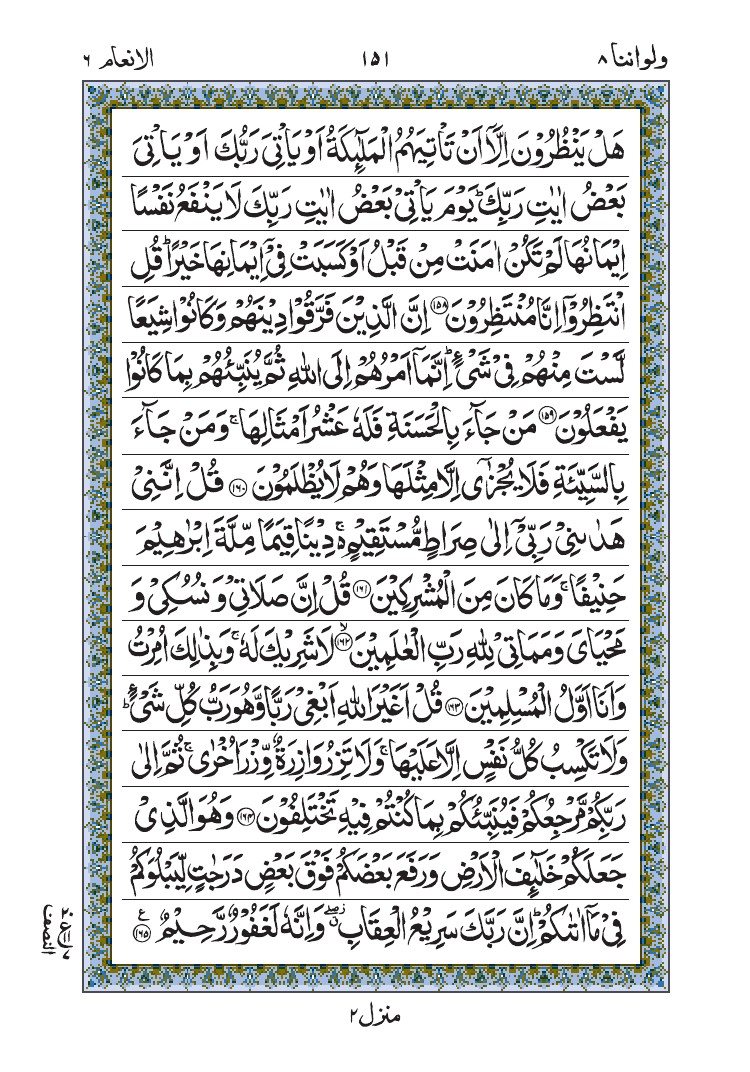 ولواننا ٨
١٥١
الانعام ٦
هَلْ يَنْظُرُوْنَ اِلَّاۤ اَنْ تَاْتِيَهُمُ الْمَلٰٓئِكَةُ اَوْ يَاْتِيَ رَبُّكَ اَوْ يَاْتِيَ
بَعْضُ اٰيٰتِ رَبِّكَ ؕ يَوْمَ يَاْتِيْ بَعْضُ اٰيٰتِ رَبِّكَ لَا يَنْفَعُ نَفْسًا
اِيْمَانُهَا لَمْ تَكُنْ اٰمَنَتْ مِنْ قَبْلُ اَوْ كَسَبَتْ فِيْۤ اِيْمَانِهَا خَيْرًا ؕ قُلِ
انْتَظِرُوْۤا اِنَّا مُنْتَظِرُوْنَ ﴿١٥٨﴾ اِنَّ الَّذِيْنَ فَرَّقُوْا دِيْنَهُمْ وَكَانُوْا شِيَعًا
لَّسْتَ مِنْهُمْ فِيْ شَيْءٍ ؕ اِنَّمَاۤ اَمْرُهُمْ اِلَى اللّٰهِ ثُمَّ يُنَبِّئُهُمْ بِمَا كَانُوْا
يَفْعَلُوْنَ ﴿١٥٩﴾ مَنْ جَآءَ بِالْحَسَنَةِ فَلَهٗ عَشْرُ اَمْثَالِهَا ۚ وَمَنْ جَآءَ
بِالسَّيِّئَةِ فَلَا يُجْزٰۤى اِلَّا مِثْلَهَا وَهُمْ لَا يُظْلَمُوْنَ ﴿١٦٠﴾ قُلْ اِنَّنِيْ
هَدٰىنِيْ رَبِّيْۤ اِلٰى صِرَاطٍ مُّسْتَقِيْمٍ ۚ دِيْنًا قِيَمًا مِّلَّةَ اِبْرٰهِيْمَ
حَنِيْفًا ۚ وَمَا كَانَ مِنَ الْمُشْرِكِيْنَ ﴿١٦١﴾ قُلْ اِنَّ صَلَاتِيْ وَ نُسُكِيْ وَ
مَحْيَايَ وَمَمَاتِيْ لِلّٰهِ رَبِّ الْعٰلَمِيْنَ ۙ﴿١٦٢﴾ لَا شَرِيْكَ لَهٗ ۚ وَبِذٰلِكَ اُمِرْتُ
وَاَنَا اَوَّلُ الْمُسْلِمِيْنَ ﴿١٦٣﴾ قُلْ اَغَيْرَ اللّٰهِ اَبْغِيْ رَبًّا وَّهُوَ رَبُّ كُلِّ شَيْءٍ ؕ
وَلَا تَكْسِبُ كُلُّ نَفْسٍ اِلَّا عَلَيْهَا ۚ وَلَا تَزِرُ وَازِرَةٌ وِّزْرَ اُخْرٰى ۚ ثُمَّ اِلٰى
رَبِّكُمْ مَّرْجِعُكُمْ فَيُنَبِّئُكُمْ بِمَا كُنْتُمْ فِيْهِ تَخْتَلِفُوْنَ ﴿١٦٤﴾ وَهُوَ الَّذِيْ
جَعَلَكُمْ خَلٰٓئِفَ الْاَرْضِ وَرَفَعَ بَعْضَكُمْ فَوْقَ بَعْضٍ دَرَجٰتٍ لِّيَبْلُوَكُمْ
فِيْ مَاۤ اٰتٰىكُمْ ؕ اِنَّ رَبَّكَ سَرِيْعُ الْعِقَابِ ۖ وَاِنَّهٗ لَغَفُوْرٌ رَّحِيْمٌ ﴿١٦٥﴾ ع
النصف
منزل ٢